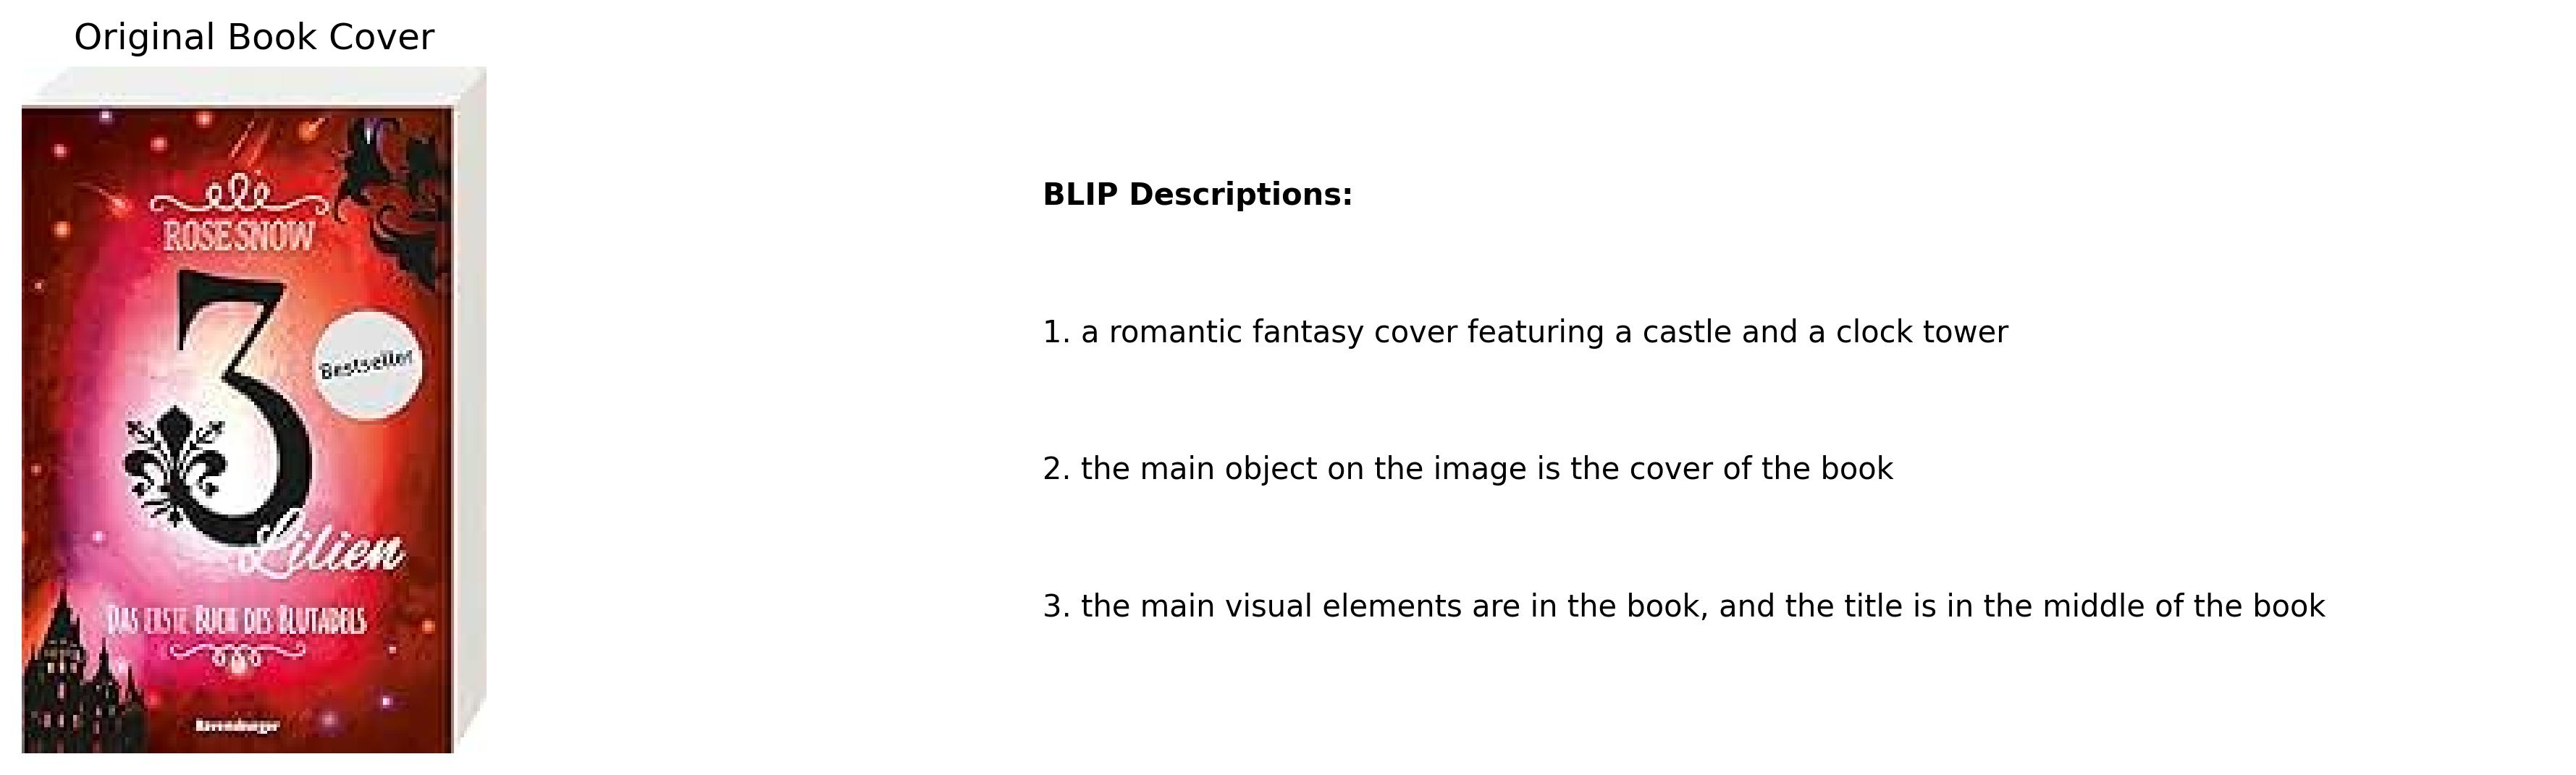 Original Book Cover
ROSE SNOW
3
Bestseller
Lilien
DAS ERSTE BUCH DES BLUTADELS
Ravensburger
BLIP Descriptions:
1. a romantic fantasy cover featuring a castle and a clock tower
2. the main object on the image is the cover of the book
3. the main visual elements are in the book, and the title is in the middle of the book